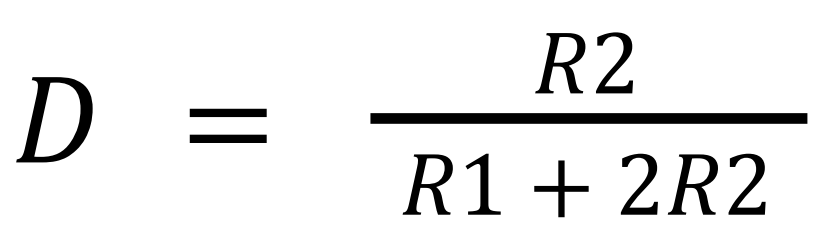 D = R2
R1 + 2R2